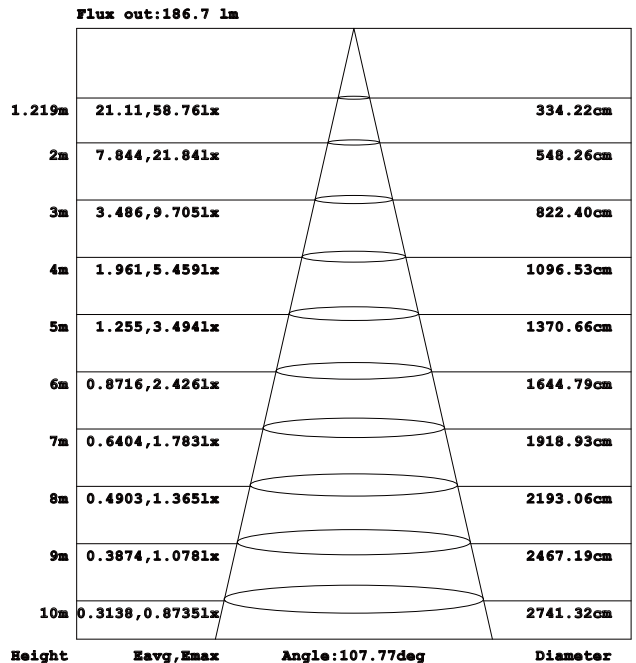 Flux out:186.7 lm
1.219m 21.11,58.76lx 334.22cm
2m 7.844,21.84lx 548.26cm
3m 3.486,9.705lx 822.40cm
4m 1.961,5.459lx 1096.53cm
5m 1.255,3.494lx 1370.66cm
6m 0.8716,2.426lx 1644.79cm
7m 0.6404,1.783lx 1918.93cm
8m 0.4903,1.365lx 2193.06cm
9m 0.3874,1.078lx 2467.19cm
10m 0.3138,0.8735lx 2741.32cm
Height Eavg,Emax Angle:107.77deg Diameter